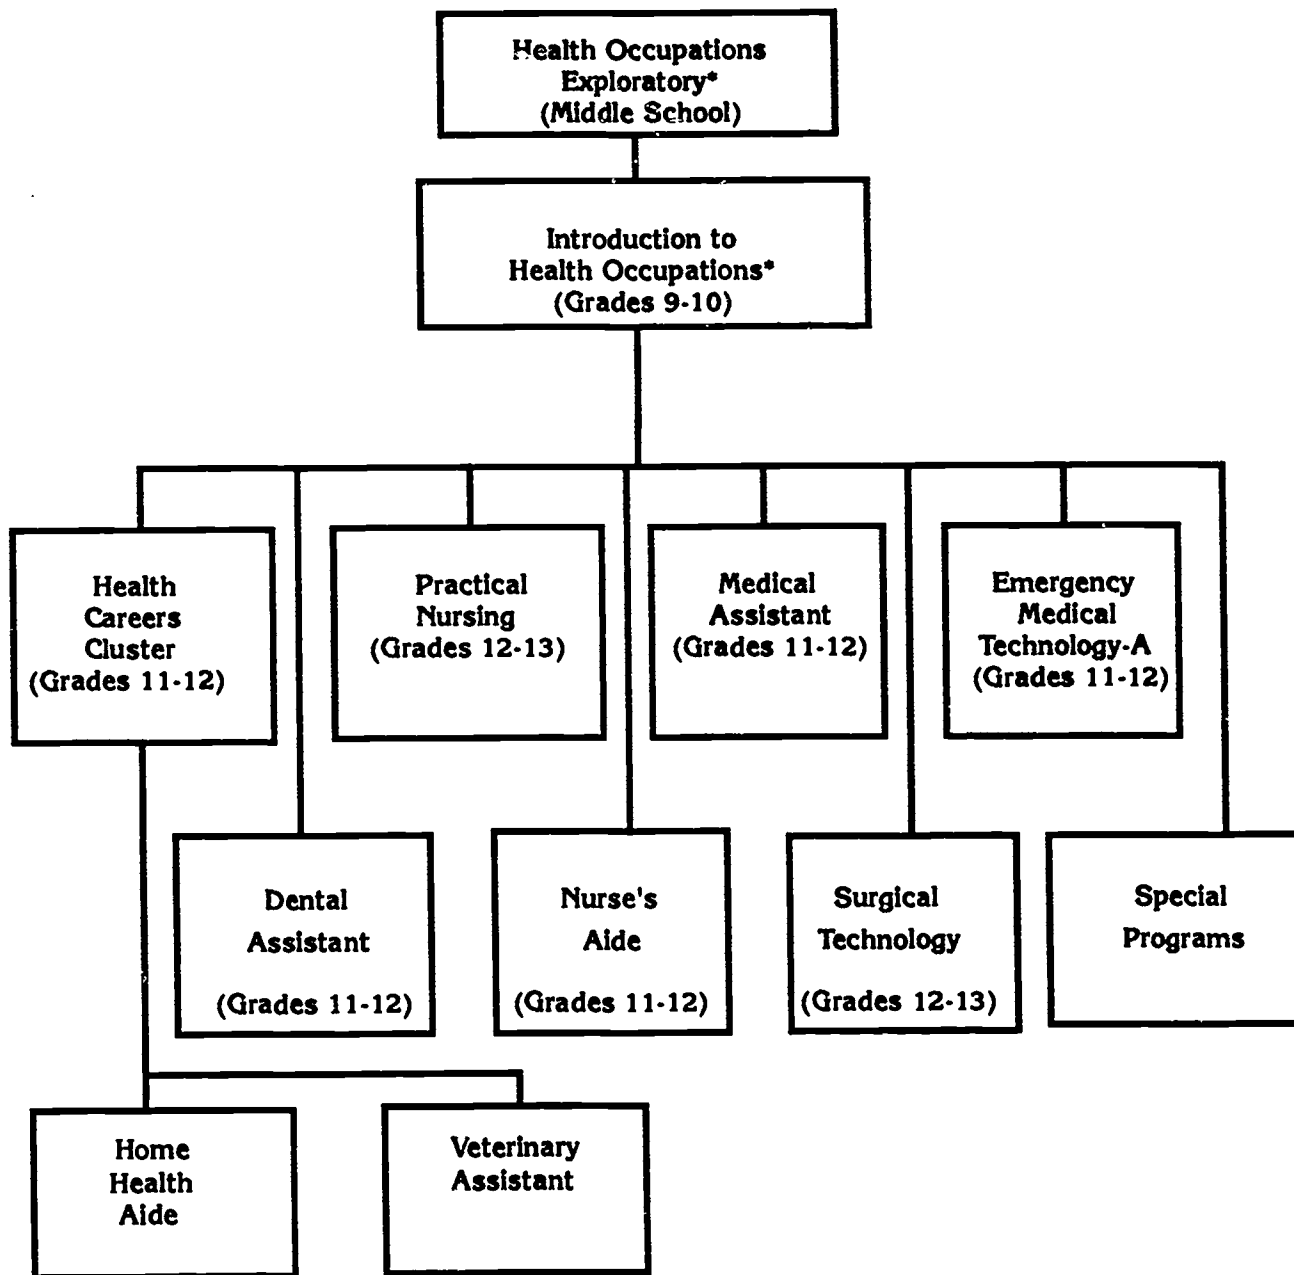 Health Occupations
Exploratory*
(Middle School)
Introduction to
Health Occupations*
(Grades 9-10)
Health
Careers
Cluster
(Grades 11-12)
Practical
Nursing
(Grades 12-13)
Medical
Assistant
(Grades 11-12)
Emergency
Medical
Technology-A
(Grades 11-12)
Dental
Assistant
(Grades 11-12)
Nurse's
Aide
(Grades 11-12)
Surgical
Technology
(Grades 12-13)
Special
Programs
Home
Health
Aide
Veterinary
Assistant